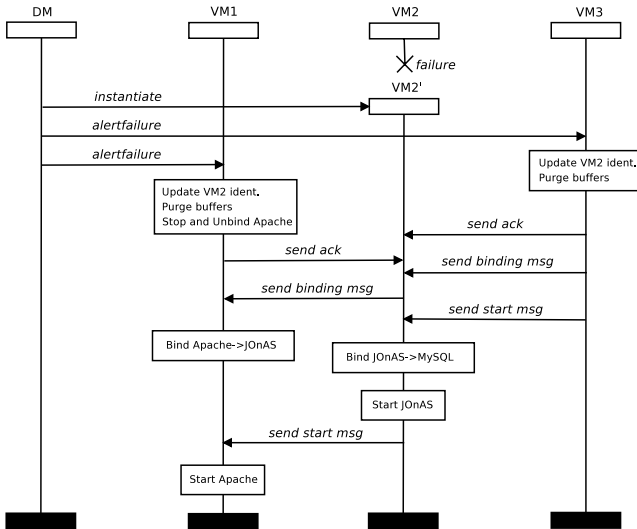 DM
VM1
VM2
VM3
failure
VM2'
instantiate
alertfailure
alertfailure
Update VM2 ident.
Purge buffers
Update VM2 ident.
Purge buffers
Stop and Unbind Apache
send ack
send ack
send binding msg
send binding msg
send start msg
Bind Apache->JOnAS
Bind JOnAS->MySQL
Start JOnAS
send start msg
Start Apache